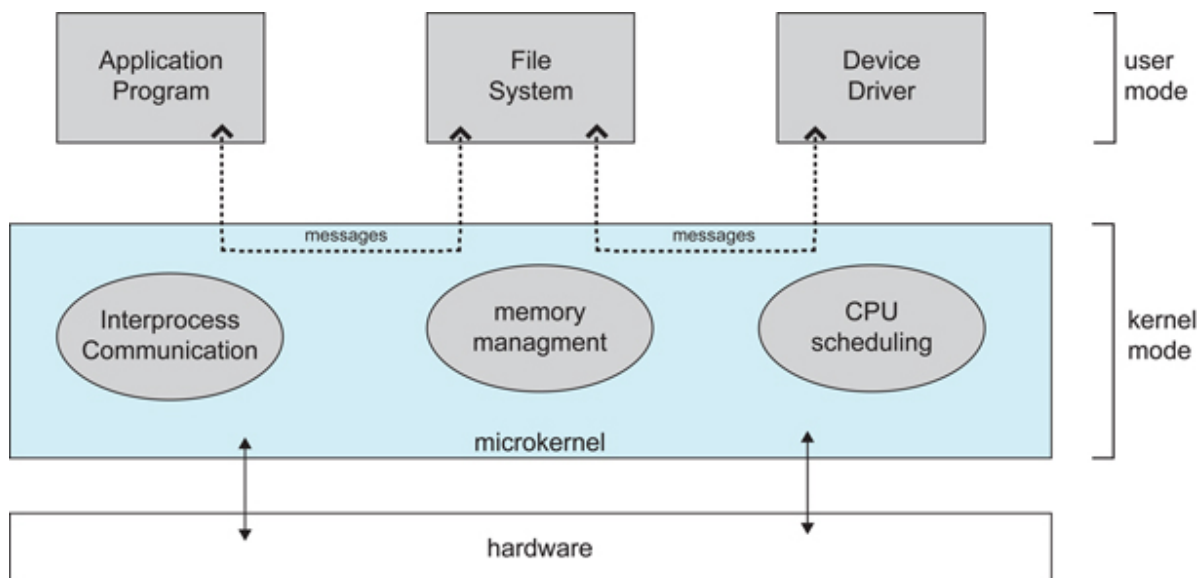 Application
Program
File
System
Device
Driver
user
mode
messages
messages
Interprocess
Communication
memory
managment
CPU
scheduling
kernel
mode
microkernel
hardware